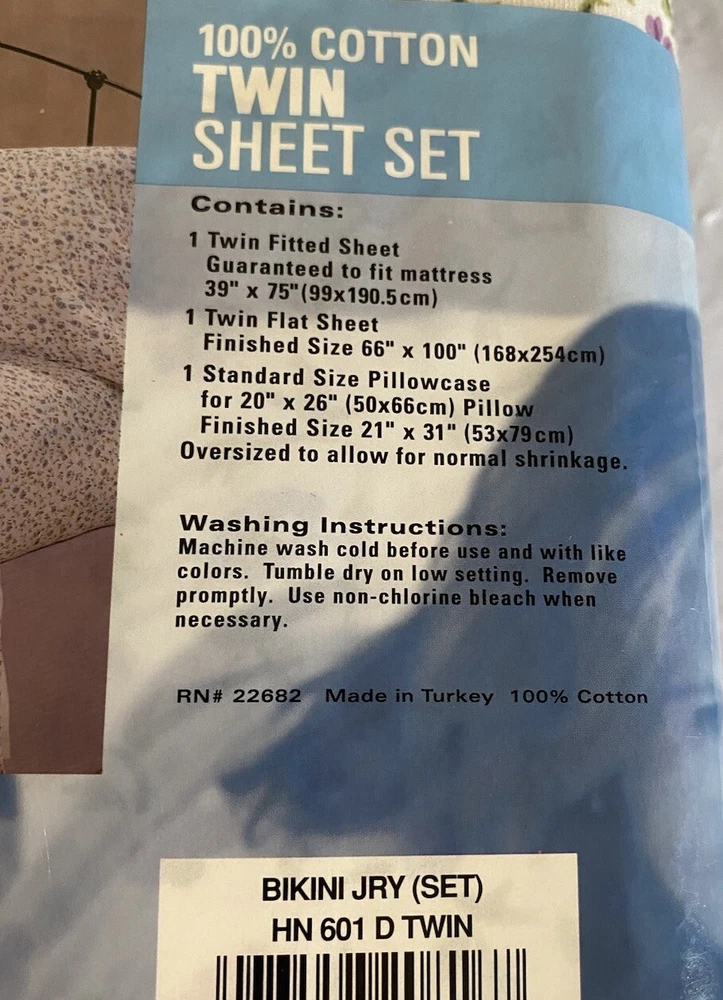 100% COTTON
TWIN
SHEET SET
Contains:
1 Twin Fitted Sheet
Guaranteed to fit mattress
39" x 75"(99x190.5cm)
1 Twin Flat Sheet
Finished Size 66" x 100" (168x254cm)
1 Standard Size Pillowcase
for 20" x 26" (50x66cm) Pillow
Finished Size 21" x 31" (53x79cm)
Oversized to allow for normal shrinkage.
Washing Instructions:
Machine wash cold before use and with like
colors. Tumble dry on low setting. Remove
promptly. Use non-chlorine bleach when
necessary.
RN# 22682 Made in Turkey 100% Cotton
BIKINI JRY (SET)
HN 601 D TWIN